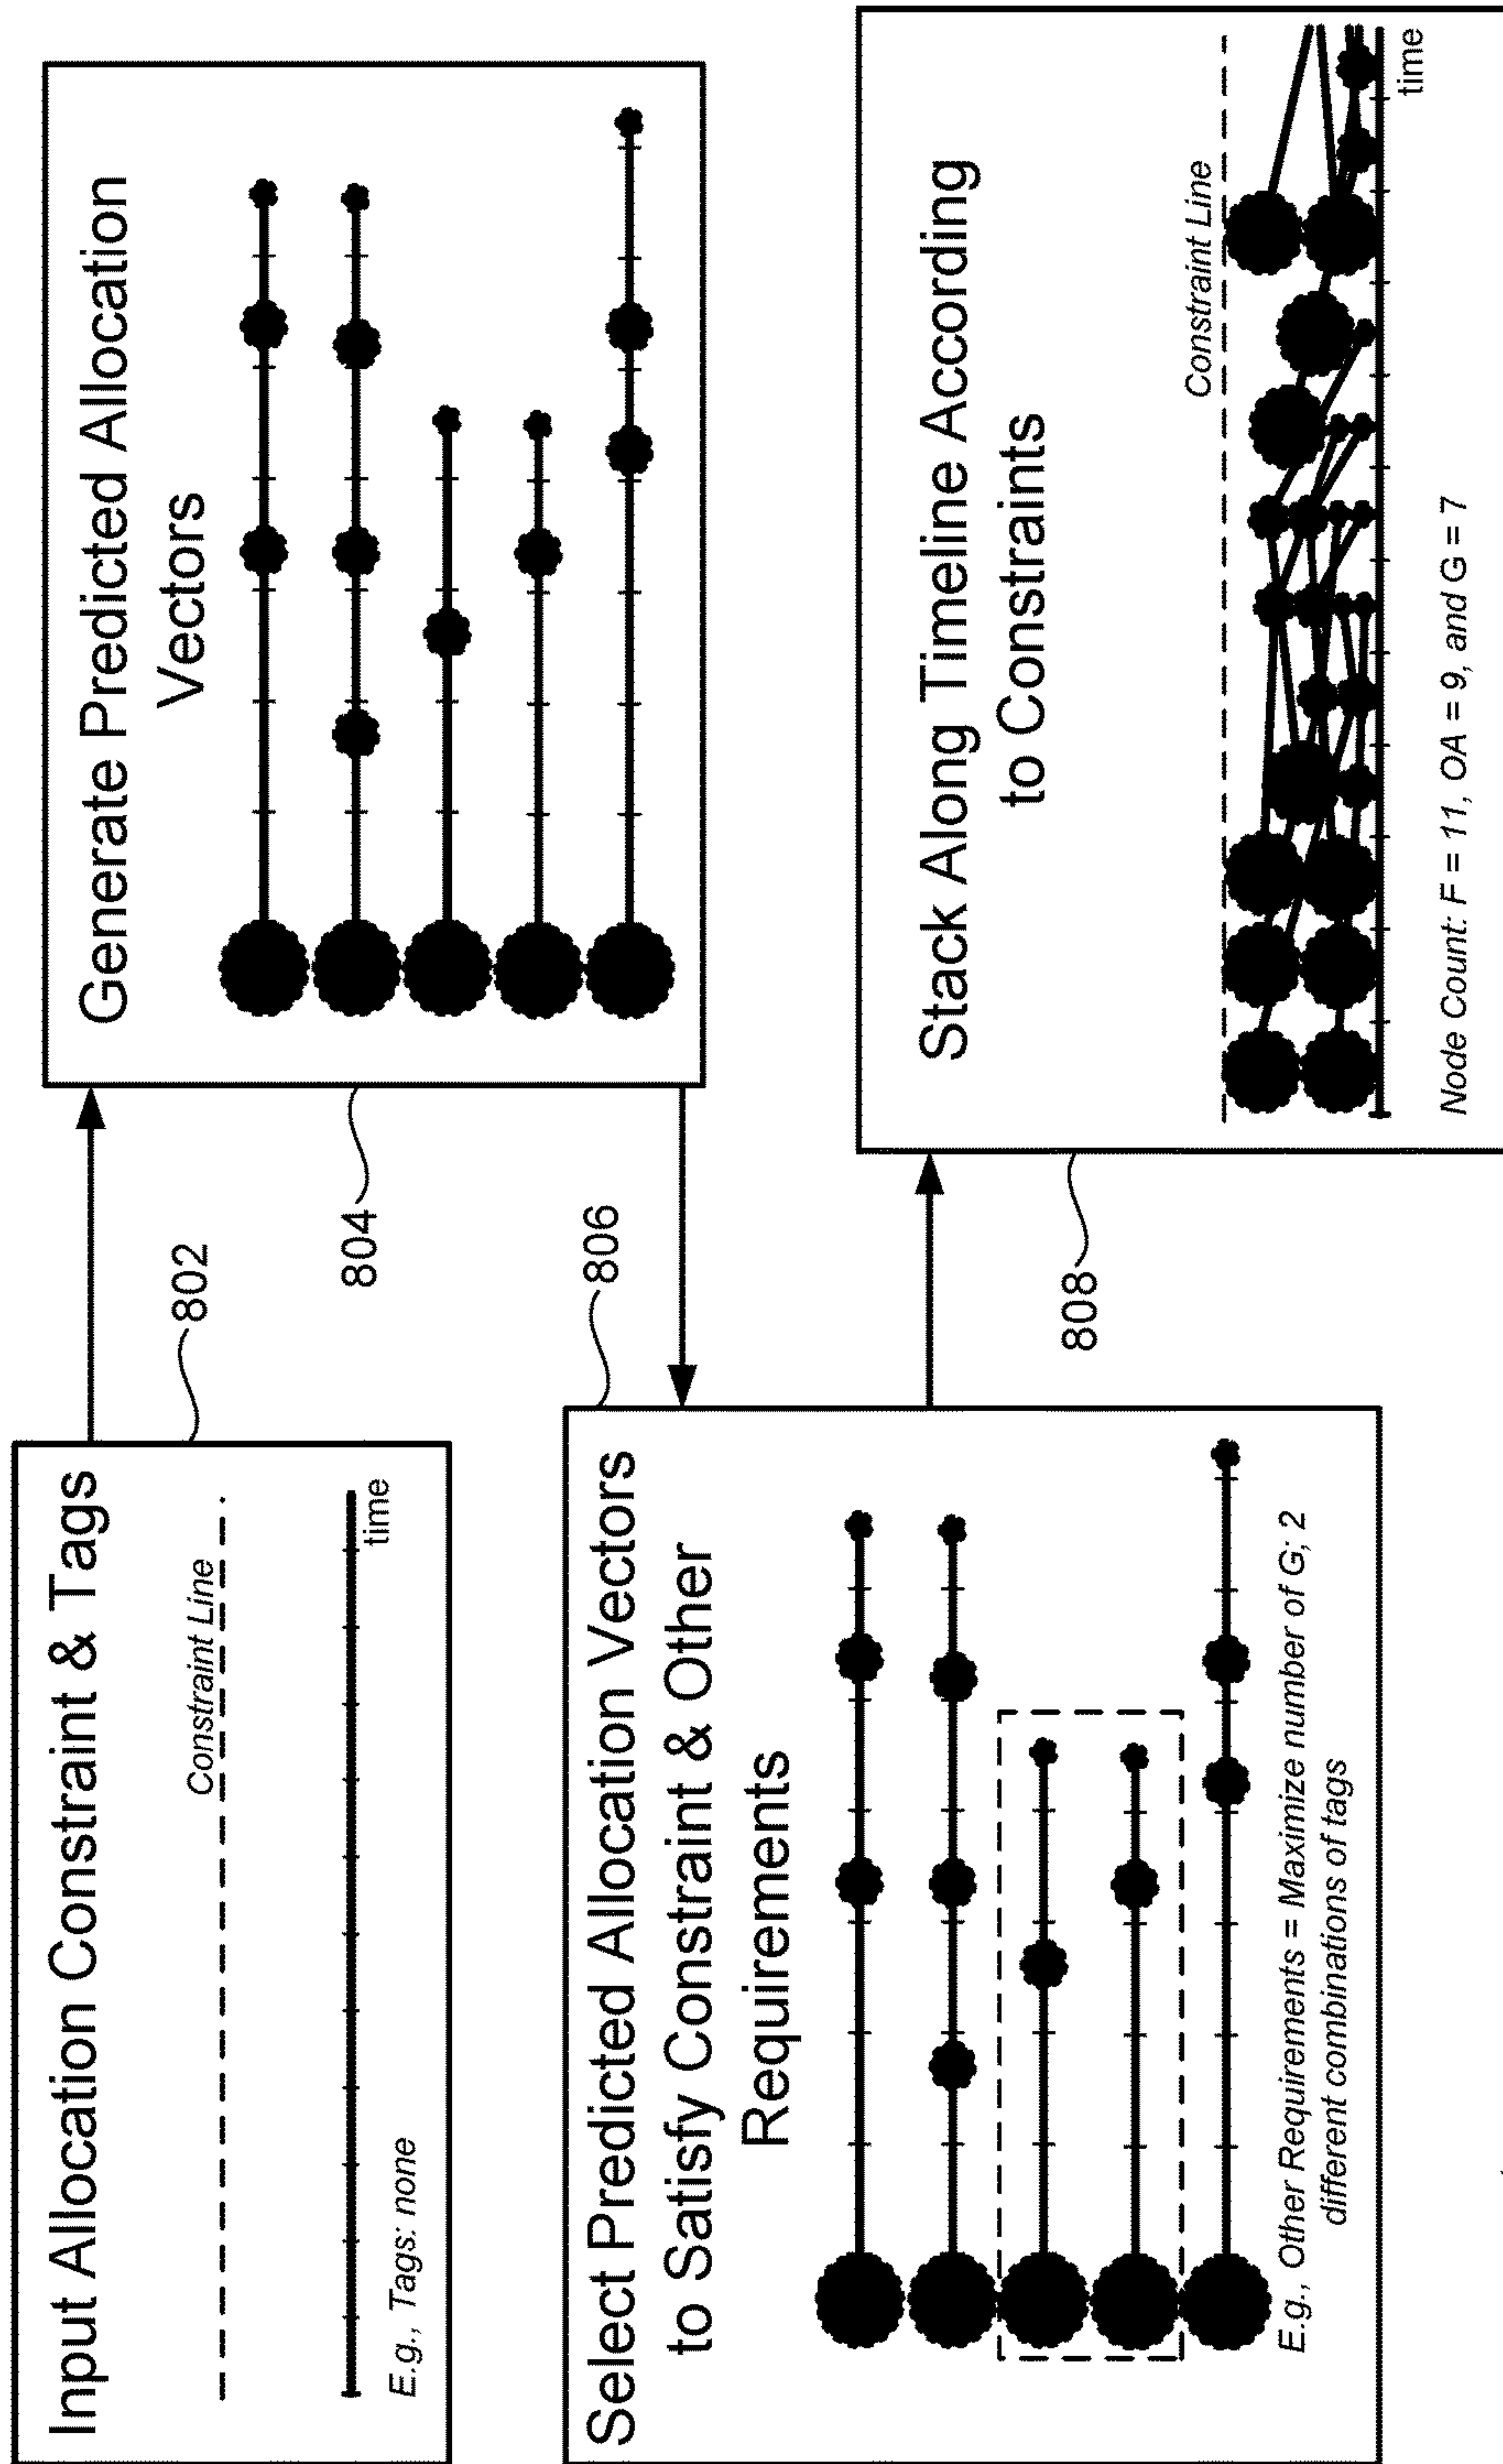 Input Allocation Constraint & Tags
Constraint Line
time
E.g., Tags: none
802
Generate Predicted Allocation
Vectors
804
Select Predicted Allocation Vectors
to Satisfy Constraint & Other
Requirements
E.g., Other Requirements = Maximize number of G; 2
different combinations of tags
806
Stack Along Timeline According
to Constraints
Constraint Line
time
Node Count: F = 11, OA = 9, and G = 7
808